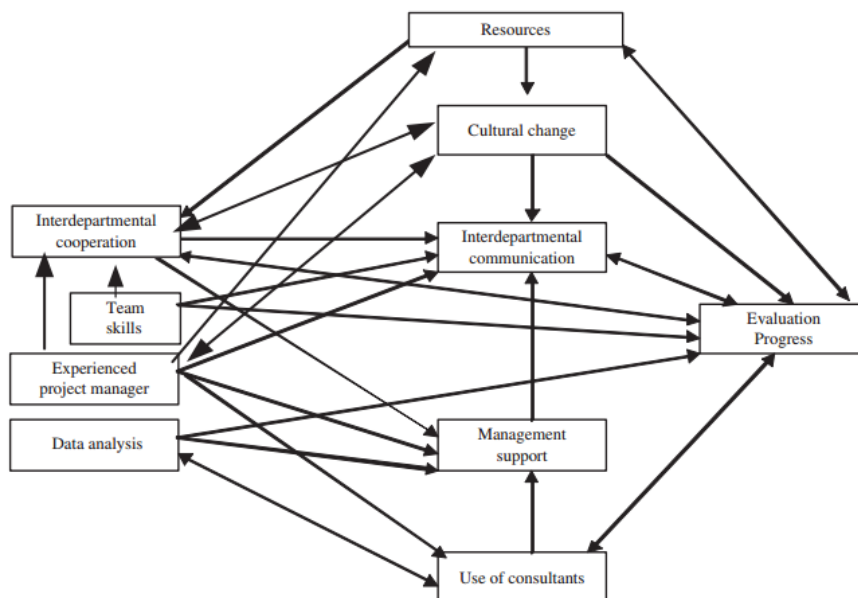 Resources
Cultural change
Interdepartmental
cooperation
Interdepartmental
communication
Team
skills
Evaluation
Progress
Experienced
project manager
Data analysis
Management
support
Use of consultants